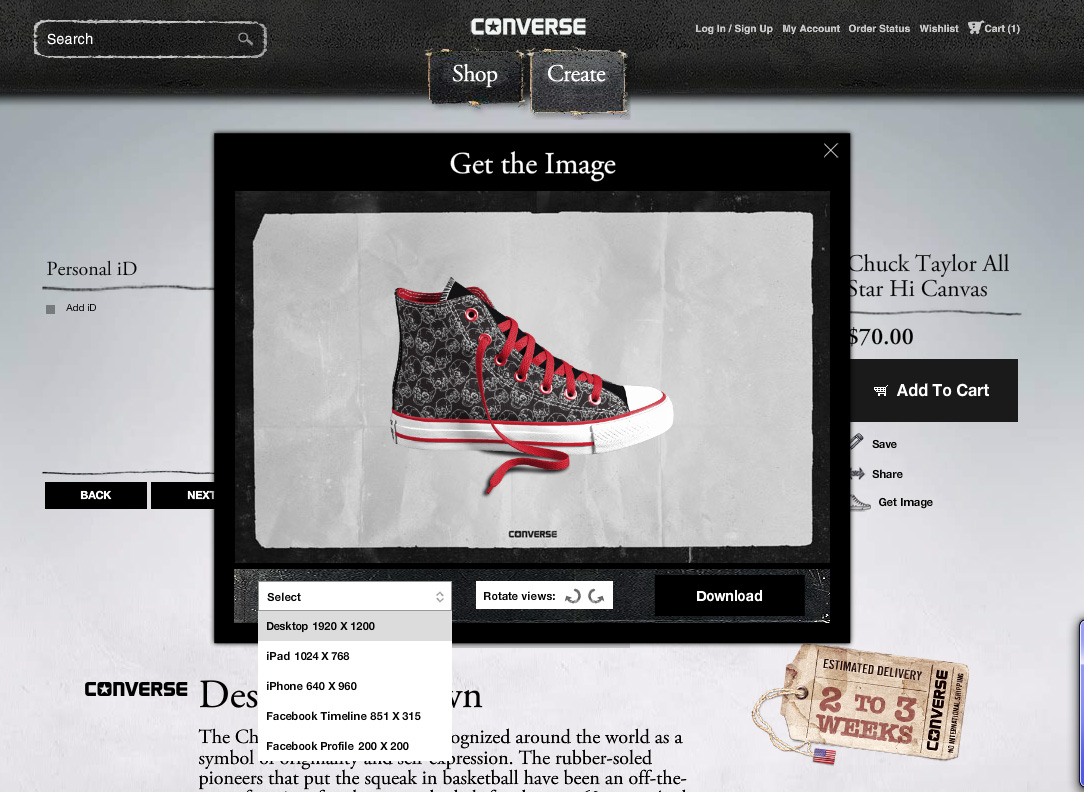 Search
CONVERSE
Log In / Sign Up My Account Order Status Wishlist Cart (1)
Shop Create
Get the Image
Personal iD
Add iD
BACK NEXT
CONVERSE
Chuck Taylor All
Star Hi Canvas
$70.00
Add To Cart
Save
Share
Get Image
Select
Rotate views:
Download
Desktop 1920 X 1200
iPad 1024 X 768
iPhone 640 X 960
Facebook Timeline 851 X 315
Facebook Profile 200 X 200
ESTIMATED DELIVERY
2 TO 3
WEEKS
CONVERSE
NO INTERNATIONAL SHIPPING
CONVERSE
The Ch ognized around the world as a
symbol of originality and self expression. The rubber-soled
pioneers that put the squeak in basketball have been an off-the-